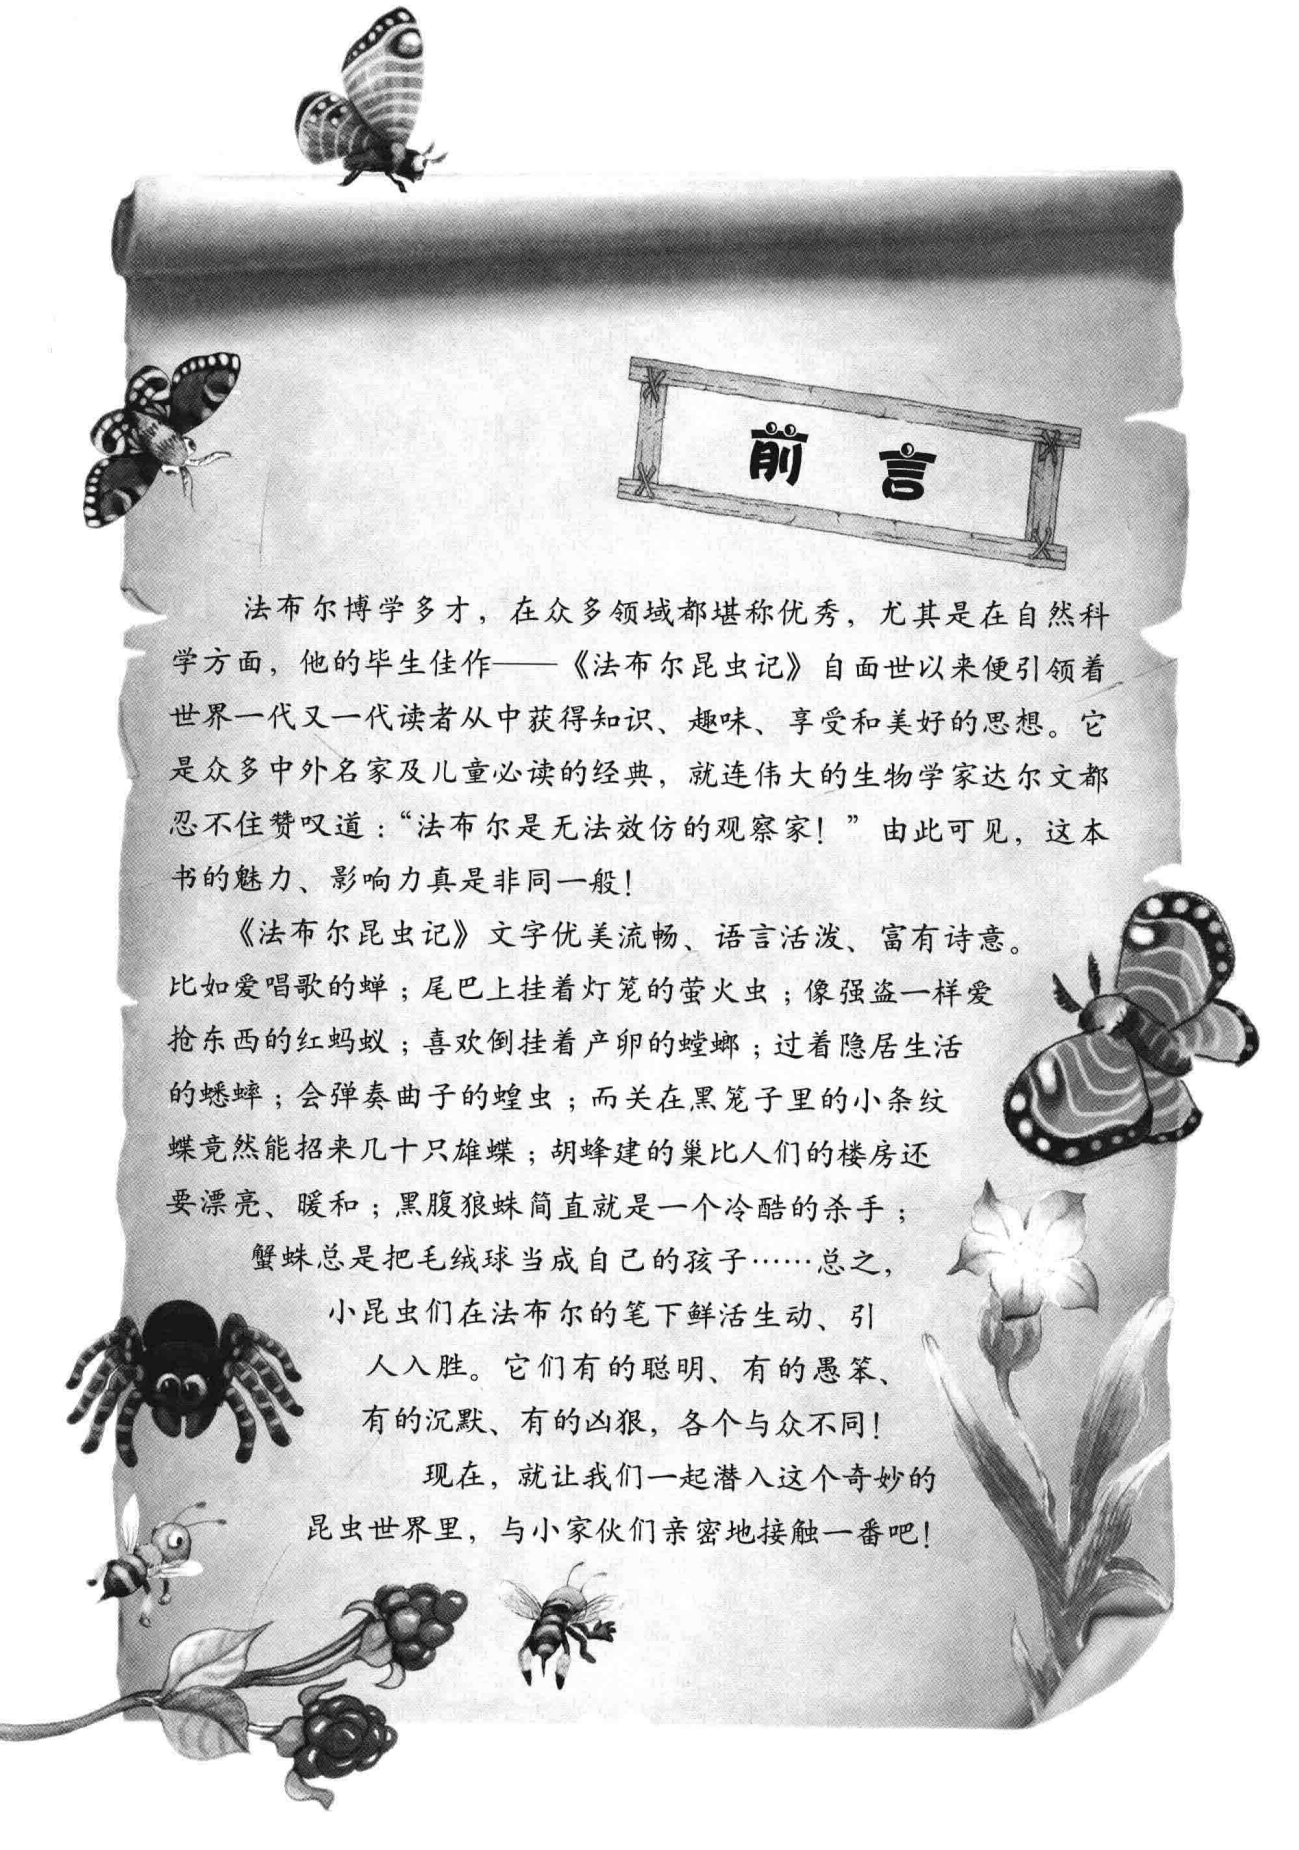 前 言
法布尔博学多才，在众多领域都堪称优秀，尤其是在自然科
学方面，他的毕生佳作——《法布尔昆虫记》自面世以来便引领着
世界一代又一代读者从中获得知识、趣味、享受和美好的思想。它
是众多中外名家及儿童必读的经典，就连伟大的生物学家达尔文都
忍不住赞叹道：“法布尔是无法效仿的观察家！”由此可见，这本
书的魅力、影响力真是非同一般！
《法布尔昆虫记》文字优美流畅、语言活泼、富有诗意。
比如爱唱歌的蝉；尾巴上挂着灯笼的萤火虫；像强盗一样爱
抢东西的红蚂蚁；喜欢倒挂着产卵的螳螂；过着隐居生活
的蟋蟀；会弹奏曲子的蝗虫；而关在黑笼子里的小条纹
蝶竟然能招来几十只雄蝶；胡蜂建的巢比人们的楼房还
要漂亮、暖和；黑腹狼蛛简直就是一个冷酷的杀手；
蟹蛛总是把毛绒球当成自己的孩子……总之，
小昆虫们在法布尔的笔下鲜活生动、引
人入胜。它们有的聪明、有的愚笨、
有的沉默、有的凶狠，各个与众不同！
现在，就让我们一起潜入这个奇妙的
昆虫世界里，与小家伙们亲密地接触一番吧！